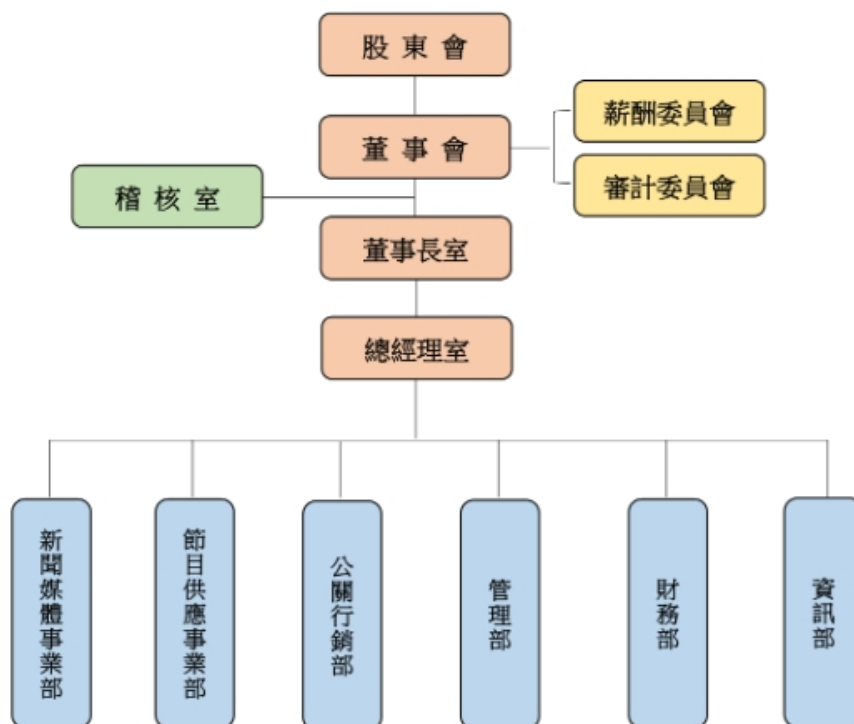 股東會
董事會
薪酬委員會
審計委員會
稽核室
董事長室
總經理室
新聞媒體事業部
節目供應事業部
公關行銷部
管理部
財務部
資訊部